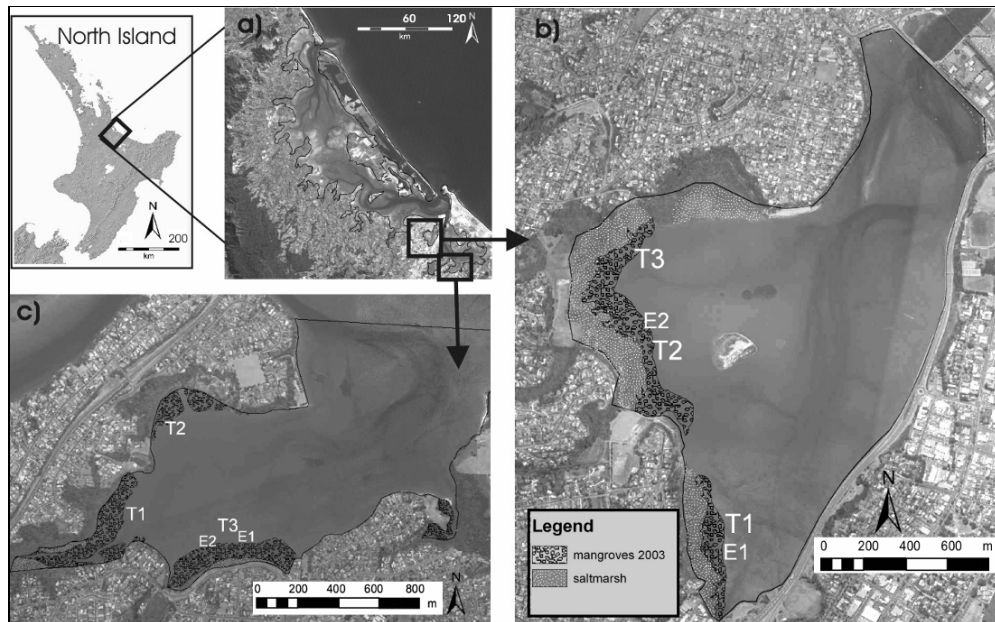 North Island
N
200
km
a)
60 120
km
N
b)
T3
E2
T2
T1
E1
N
0 200 400 600
m
Legend
mangroves 2003
saltmarsh
c)
T2
T1
T3
E2 E1
0 200 400 600 800
m
N